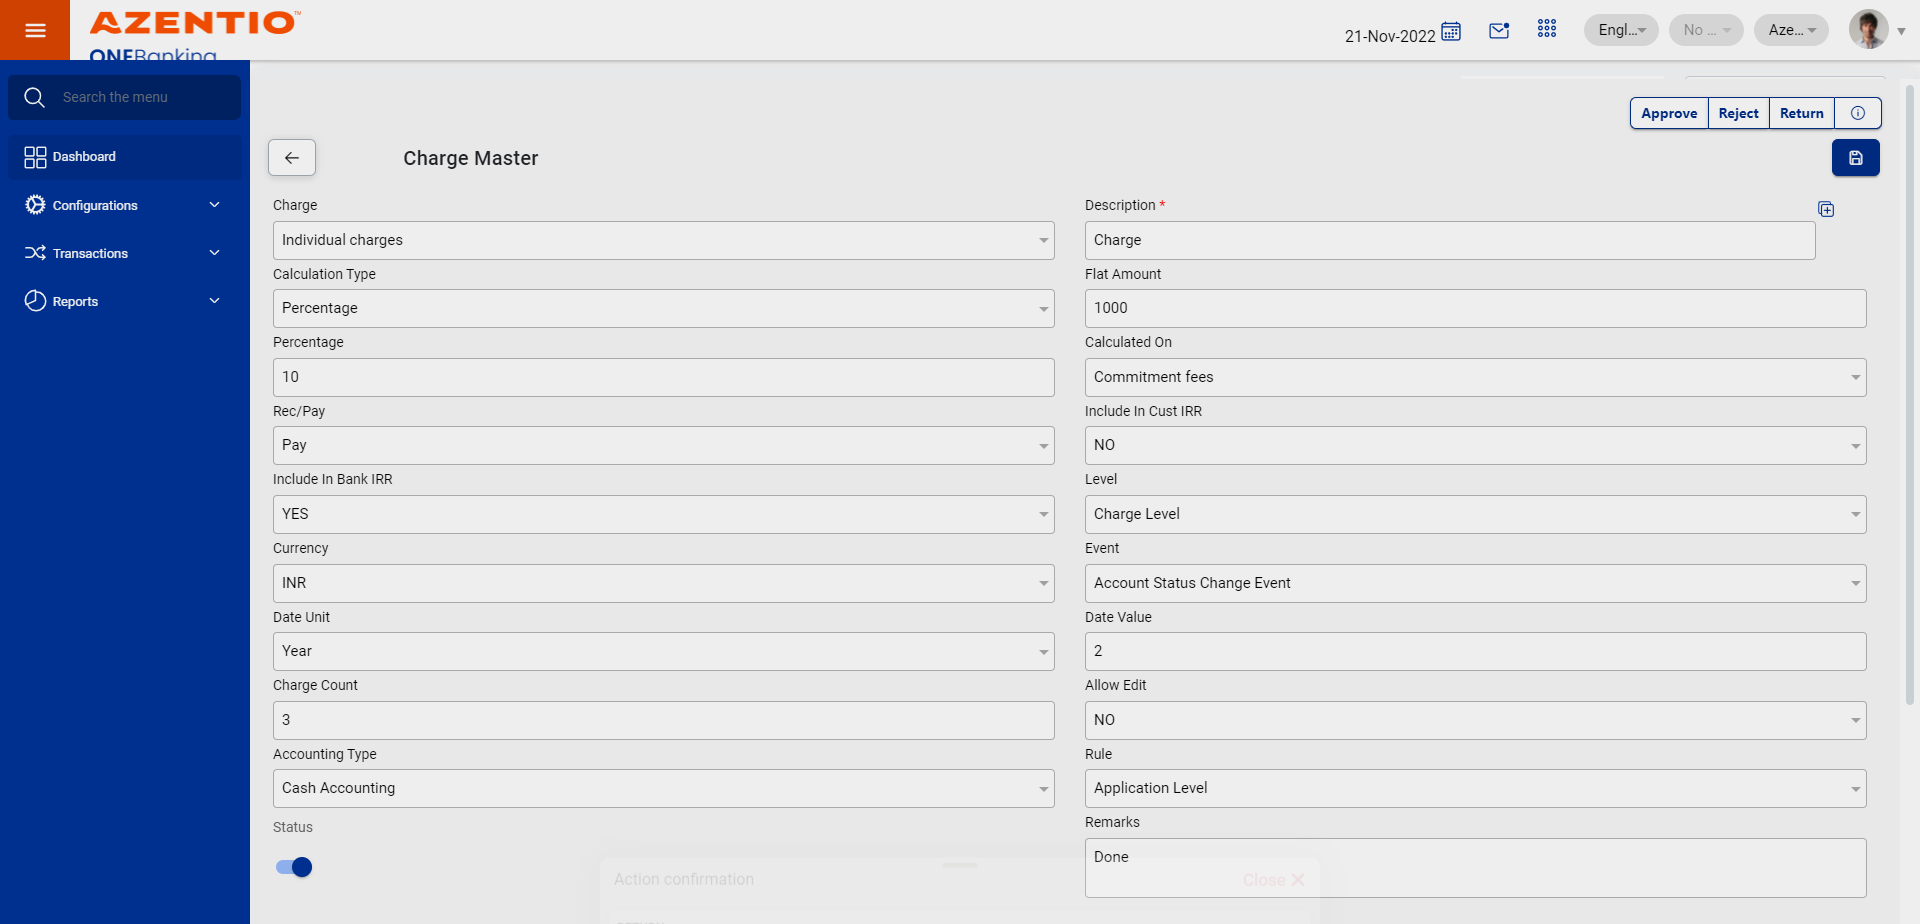 AZENTIO™
ONEBanking
21-Nov-2022
Engl...
No ...
Aze...
Search the menu
Dashboard
Configurations
Transactions
Reports
Approve
Reject
Return
Charge Master
Charge
Individual charges
Description *
Charge
Calculation Type
Percentage
Flat Amount
1000
Percentage
10
Calculated On
Commitment fees
Rec/Pay
Pay
Include In Cust IRR
NO
Include In Bank IRR
YES
Level
Charge Level
Currency
INR
Event
Account Status Change Event
Date Unit
Year
Date Value
2
Charge Count
3
Allow Edit
NO
Accounting Type
Cash Accounting
Rule
Application Level
Status
Remarks
Done
Action confirmation
Close